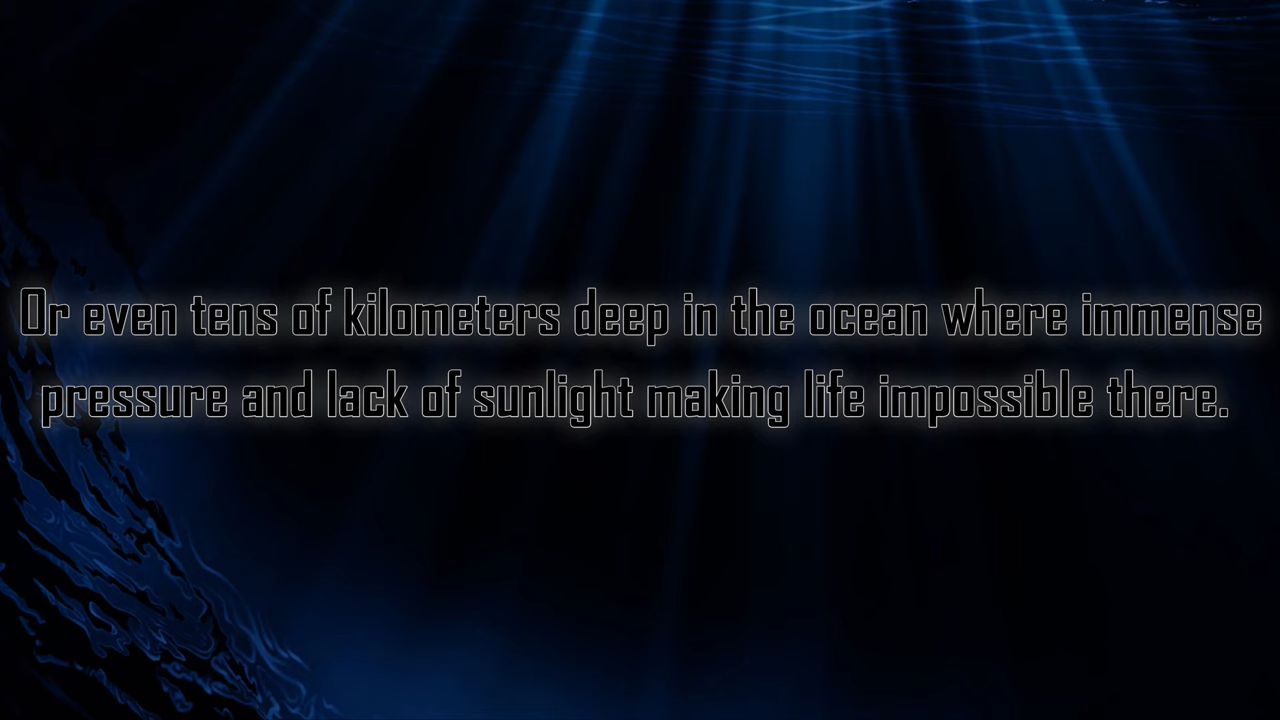 Or even tens of kilometers deep in the ocean where immense
pressure and lack of sunlight making life impossible there.